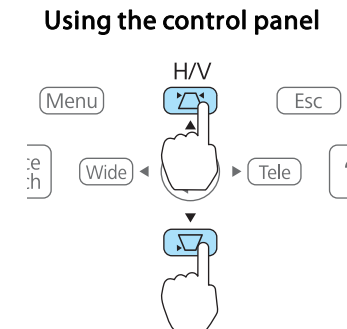 Using the control panel
H/V
Menu
Esc
Wide
Tele